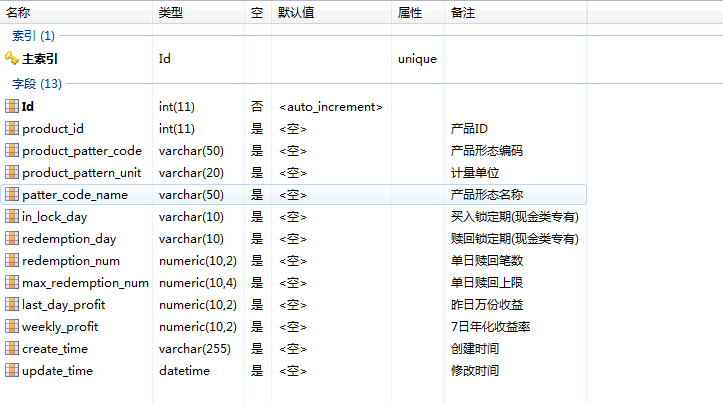 名称 类型 空 默认值 属性 备注
索引 (1)
主索引 Id unique
字段 (13)
Id int(11) 否 <auto_increment>
product_id int(11) 是 <空> 产品ID
product_patter_code varchar(50) 是 <空> 产品形态编码
product_pattern_unit varchar(20) 是 <空> 计量单位
patter_code_name varchar(50) 是 <空> 产品形态名称
in_lock_day varchar(10) 是 <空> 买入锁定期(现金类专有)
redemption_day varchar(10) 是 <空> 赎回锁定期(现金类专有)
redemption_num numeric(10,2) 是 <空> 单日赎回笔数
max_redemption_num numeric(10,4) 是 <空> 单日赎回上限
last_day_profit numeric(10,2) 是 <空> 昨日万份收益
weekly_profit numeric(10,2) 是 <空> 7日年化收益率
create_time varchar(255) 是 <空> 创建时间
update_time datetime 是 <空> 修改时间